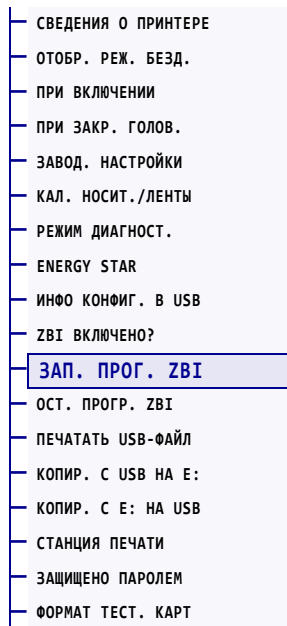 СВЕДЕНИЯ О ПРИНТЕРЕ
ОТОБР. РЕЖ. БЕЗД.
ПРИ ВКЛЮЧЕНИИ
ПРИ ЗАКР. ГОЛОВ.
ЗАВОД. НАСТРОЙКИ
КАЛ. НОСИТ./ЛЕНТЫ
РЕЖИМ ДИАГНОСТ.
ENERGY STAR
ИНФО КОНФИГ. В USB
ZBI ВКЛЮЧЕНО?
ЗАП. ПРОГ. ZBI
ОСТ. ПРОГР. ZBI
ПЕЧАТАТЬ USB-ФАЙЛ
КОПИР. С USB НА E:
КОПИР. С E: НА USB
СТАНЦИЯ ПЕЧАТИ
ЗАЩИЩЕНО ПАРОЛЕМ
ФОРМАТ ТЕСТ. КАРТ